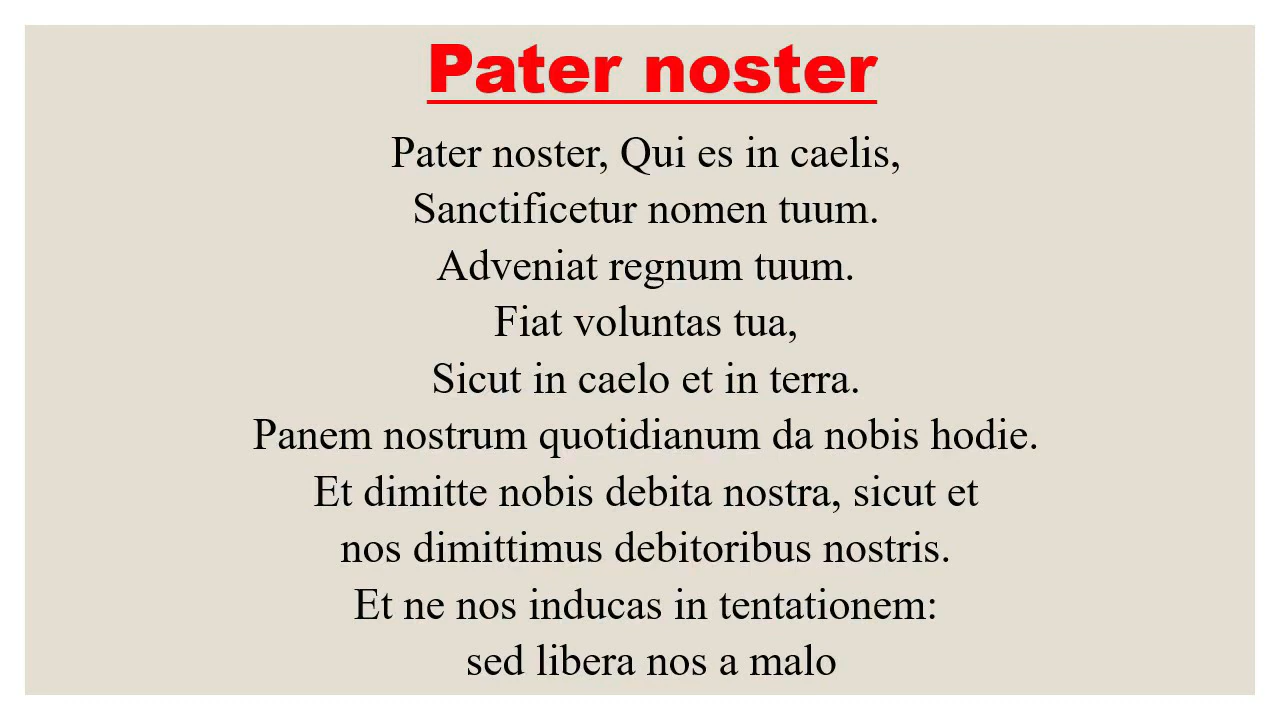 Pater noster
Pater noster, Qui es in caelis,
Sanctificetur nomen tuum.
Adveniat regnum tuum.
Fiat voluntas tua,
Sicut in caelo et in terra.
Panem nostrum quotidianum da nobis hodie.
Et dimitte nobis debita nostra, sicut et
nos dimittimus debitoribus nostris.
Et ne nos inducas in tentationem:
sed libera nos a malo